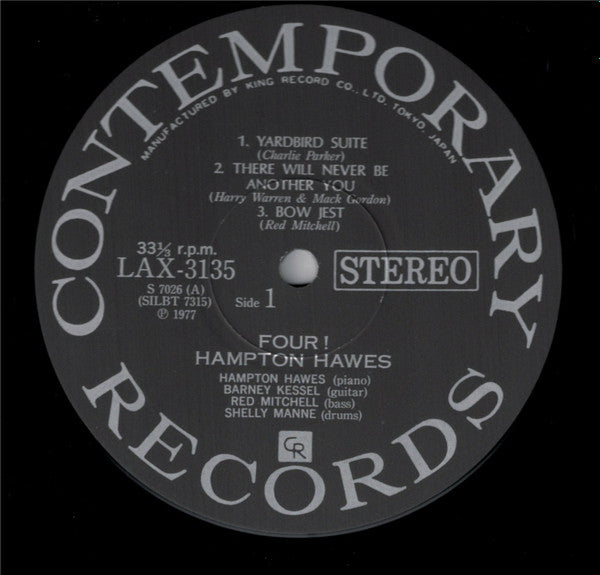 CONTEMPORARY
MANUFACTURED BY KING RECORD CO., LTD. TOKYO, JAPAN
1. YARDBIRD SUITE
(Charlie Parker)
2. THERE WILL NEVER BE
ANOTHER YOU
(Harry Warren & Mack Gordon)
3. BOW JEST
(Red Mitchell)
33⅓ r.p.m.
LAX-3135
STEREO
S 7026 (A)
(SILBT 7315)
Side 1
℗ 1977
FOUR!
HAMPTON HAWES
HAMPTON HAWES (piano)
BARNEY KESSEL (guitar)
RED MITCHELL (bass)
SHELLY MANNE (drums)
CR
RECORDS